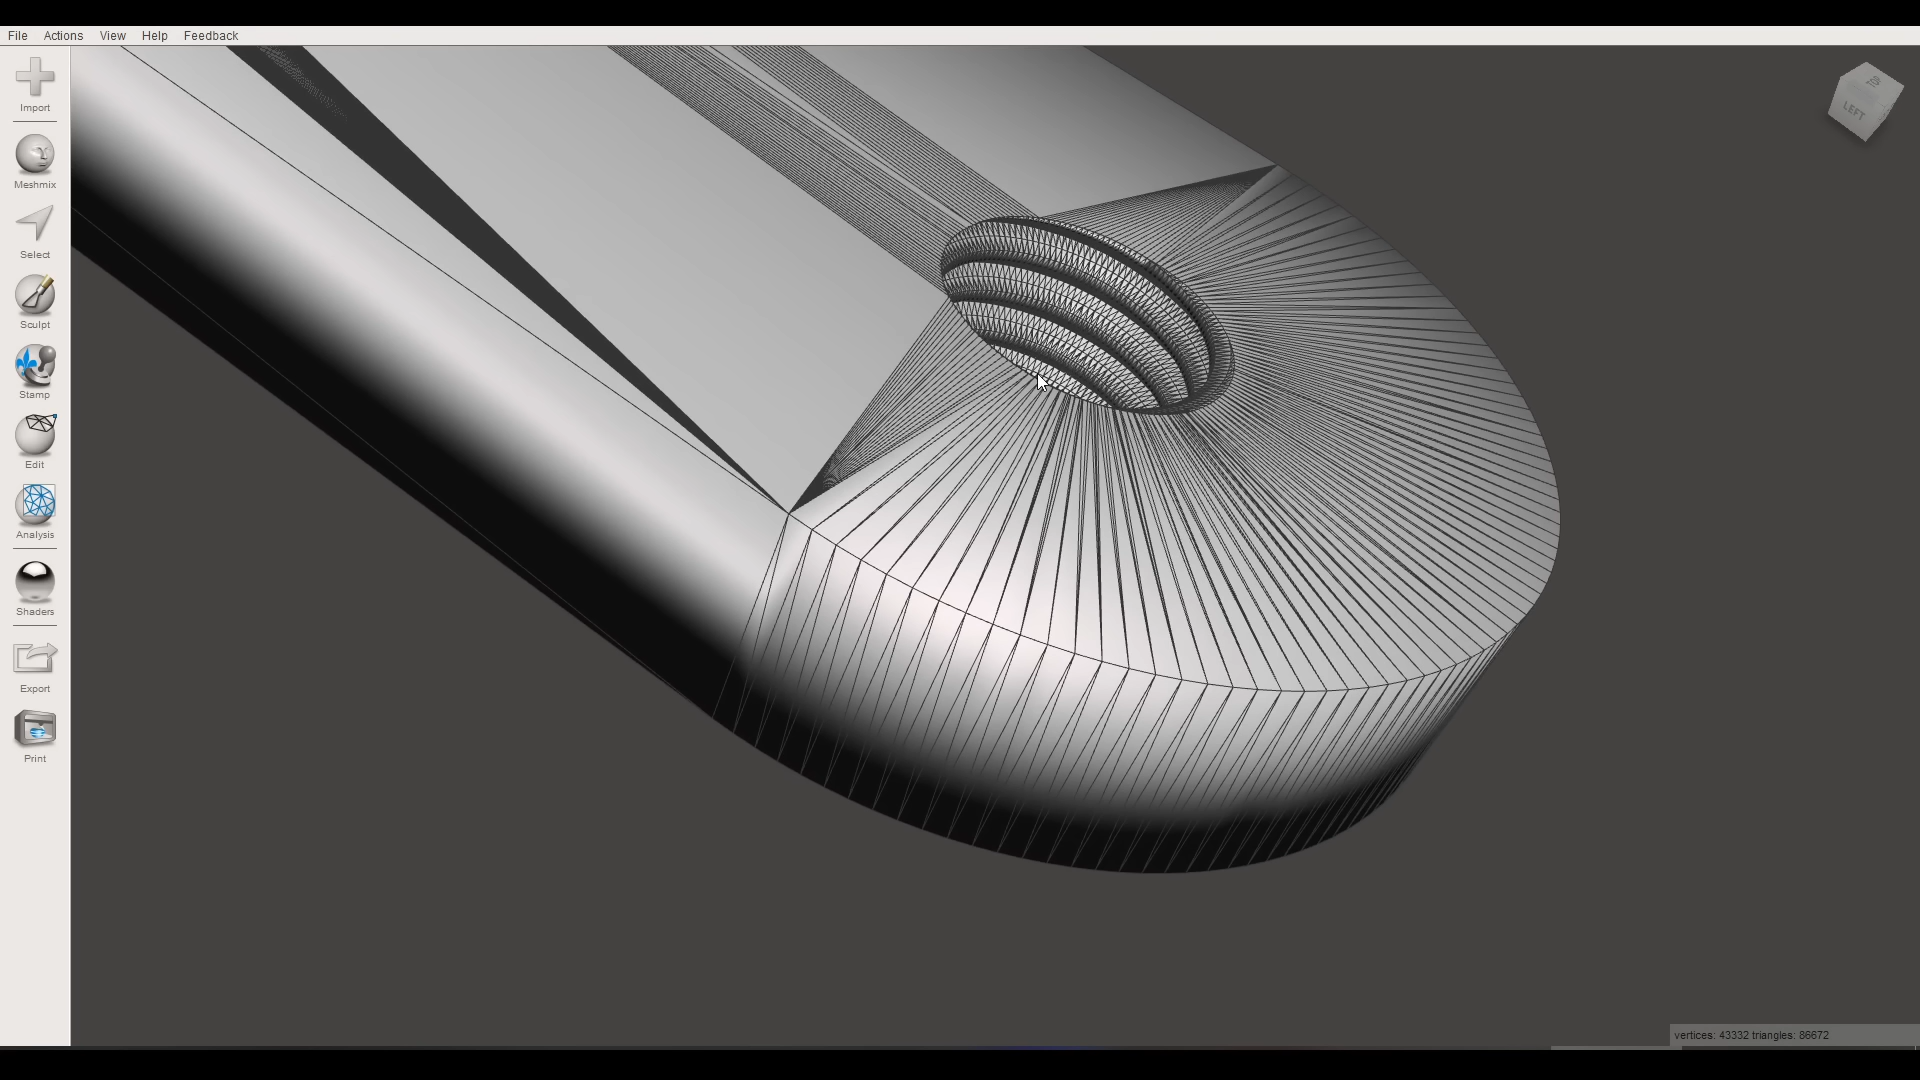 File Actions View Help Feedback
Import
Meshmix
Select
Sculpt
Stamp
Edit
Analysis
Shaders
Export
Print
LEFT
vertices: 43332 triangles: 86672